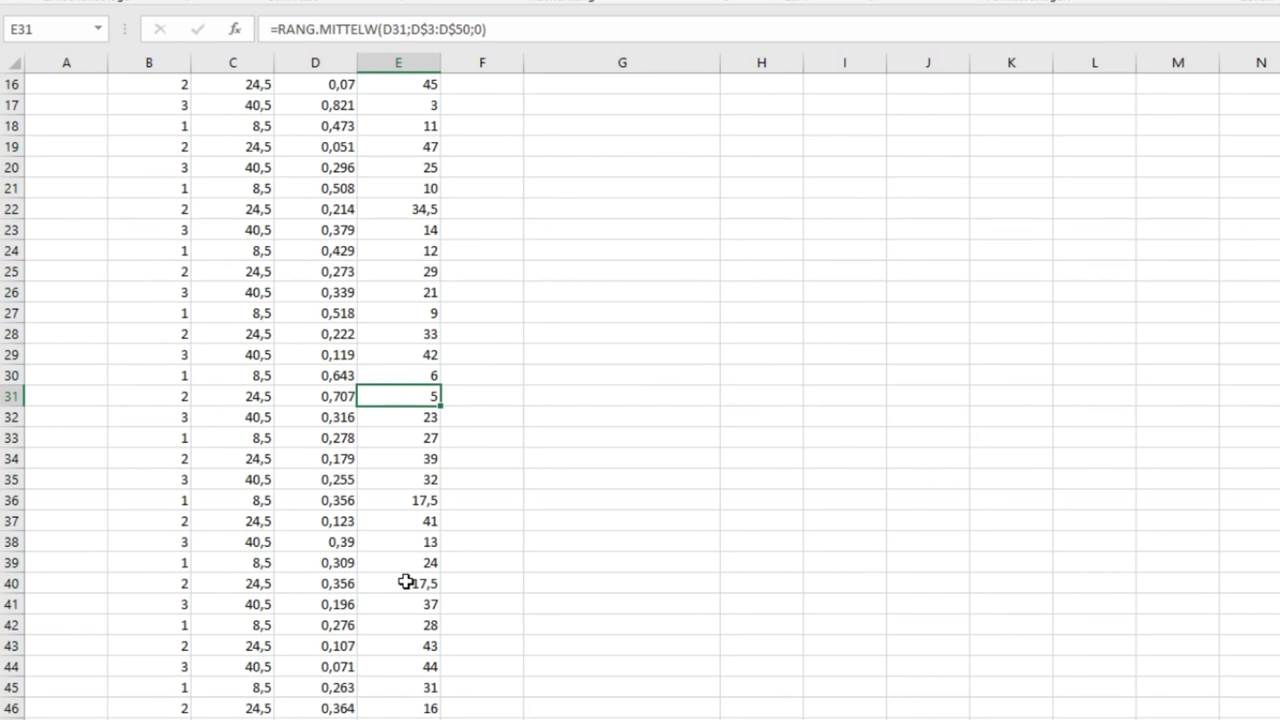 E31 fx =RANG.MITTELW(D31;D$3:D$50;0)
A B C D E F G H I J K L M N
16 2 24,5 0,07 45
17 3 40,5 0,821 3
18 1 8,5 0,473 11
19 2 24,5 0,051 47
20 3 40,5 0,296 25
21 1 8,5 0,508 10
22 2 24,5 0,214 34,5
23 3 40,5 0,379 14
24 1 8,5 0,429 12
25 2 24,5 0,273 29
26 3 40,5 0,339 21
27 1 8,5 0,518 9
28 2 24,5 0,222 33
29 3 40,5 0,119 42
30 1 8,5 0,643 6
31 2 24,5 0,707 5
32 3 40,5 0,316 23
33 1 8,5 0,278 27
34 2 24,5 0,179 39
35 3 40,5 0,255 32
36 1 8,5 0,356 17,5
37 2 24,5 0,123 41
38 3 40,5 0,39 13
39 1 8,5 0,309 24
40 2 24,5 0,356 17,5
41 3 40,5 0,196 37
42 1 8,5 0,276 28
43 2 24,5 0,107 43
44 3 40,5 0,071 44
45 1 8,5 0,263 31
46 2 24,5 0,364 16